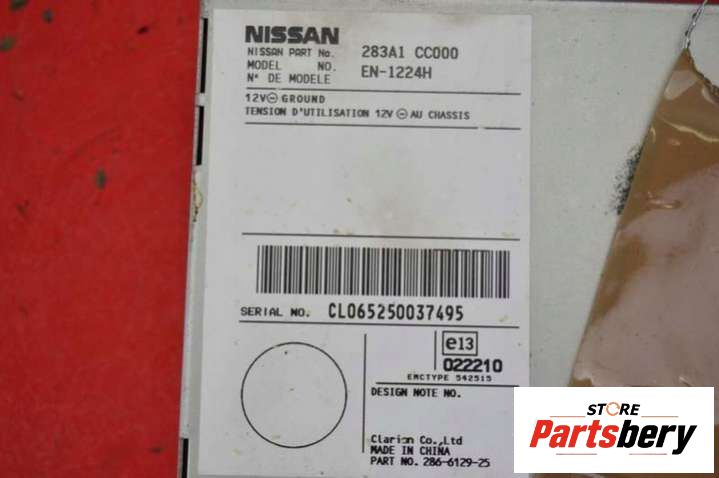 NISSAN
NISSAN PART No. 283A1 CC000
MODEL NO.
N° DE MODELE EN-1224H
12V⊖ GROUND
TENSION D'UTILISATION 12V ⊖ AU CHASSIS
SERIAL NO. CL065250037495
e13
022210
EMCTYPE 542515
DESIGN NOTE NO.
Clarion Co.,Ltd
MADE IN CHINA
PART NO. 286-6129-25
STORE
Partsbery